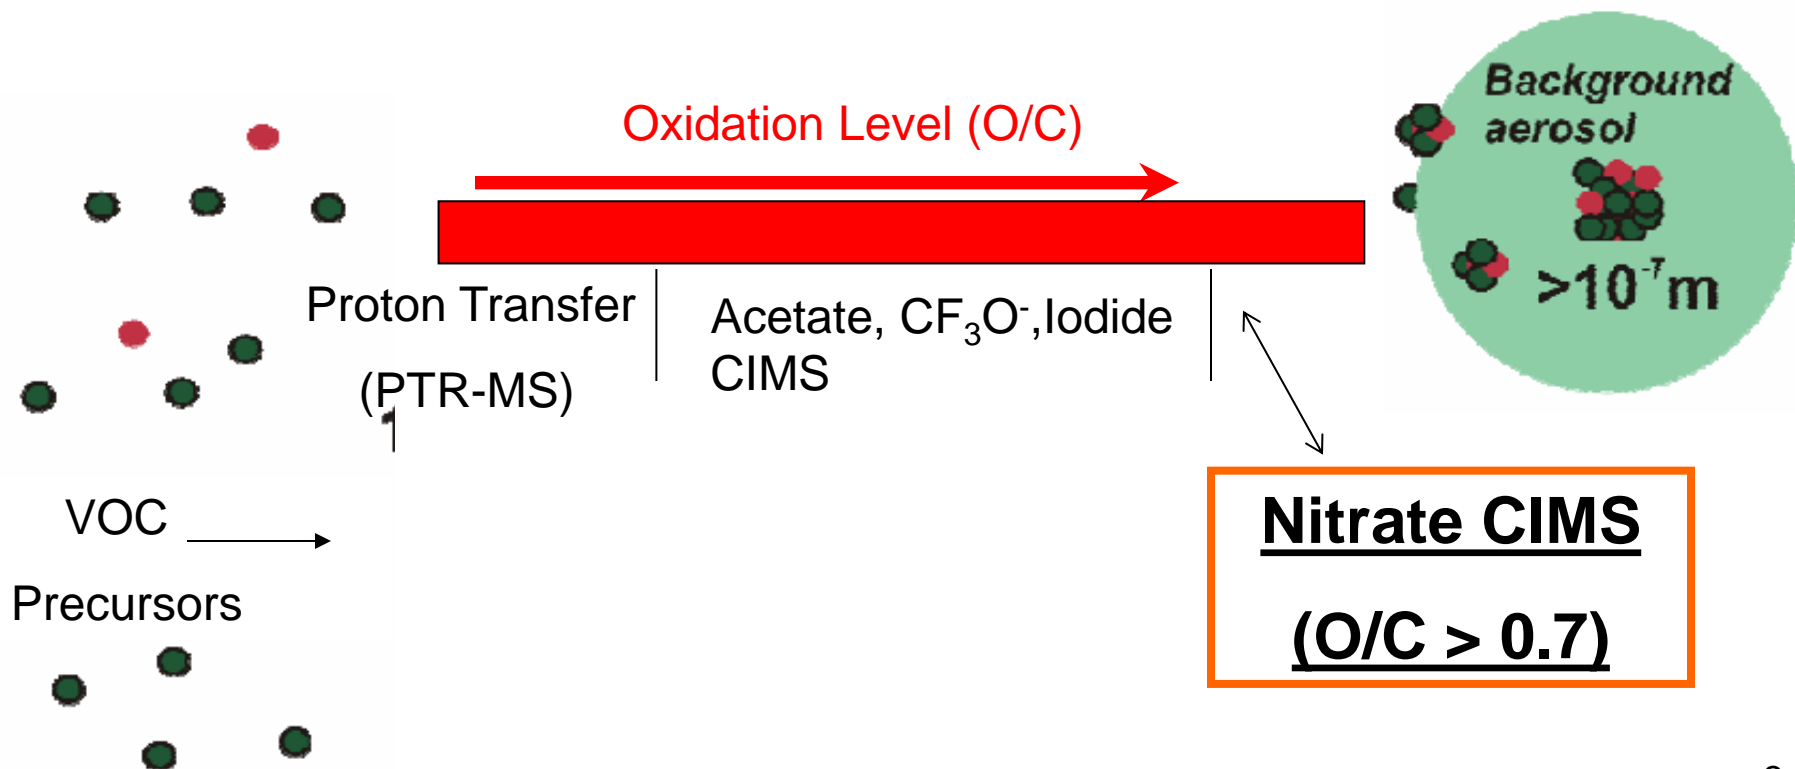 Background
aerosol
Oxidation Level (O/C)
>10⁻⁷m
Proton Transfer
(PTR-MS)
Acetate, CF₃O⁻,Iodide
CIMS
VOC
Precursors
Nitrate CIMS
(O/C > 0.7)